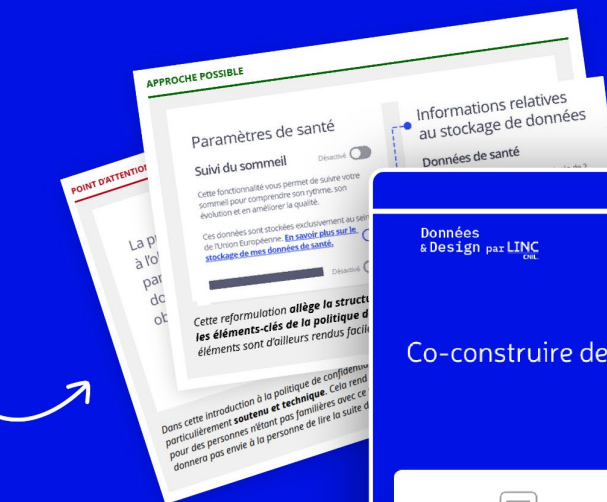 APPROCHE POSSIBLE
Paramètres de santé
Suivi du sommeil
Désactivé
Cette fonctionnalité vous permet de suivre votre
sommeil pour comprendre son rythme, son
évolution et en améliorer la qualité.
Ces données sont stockées exclusivement au sein
de l'Union Européenne. En savoir plus sur le
stockage de mes données de santé.
Désactivé
Informations relatives
au stockage de données
Données de santé
Cette reformulation allège la
les éléments-clés de la politique
éléments sont d'ailleurs rendus
POINT D'ATTENTION
La
à
Dans cette introduction à la politique de
particulièrement soutenu et technique. Cela rend
pour des personnes n'étant pas familières avec ce
donnera pas envie à la personne de lire la suite
Données
& Design par LINC
CNIL
Co-construire